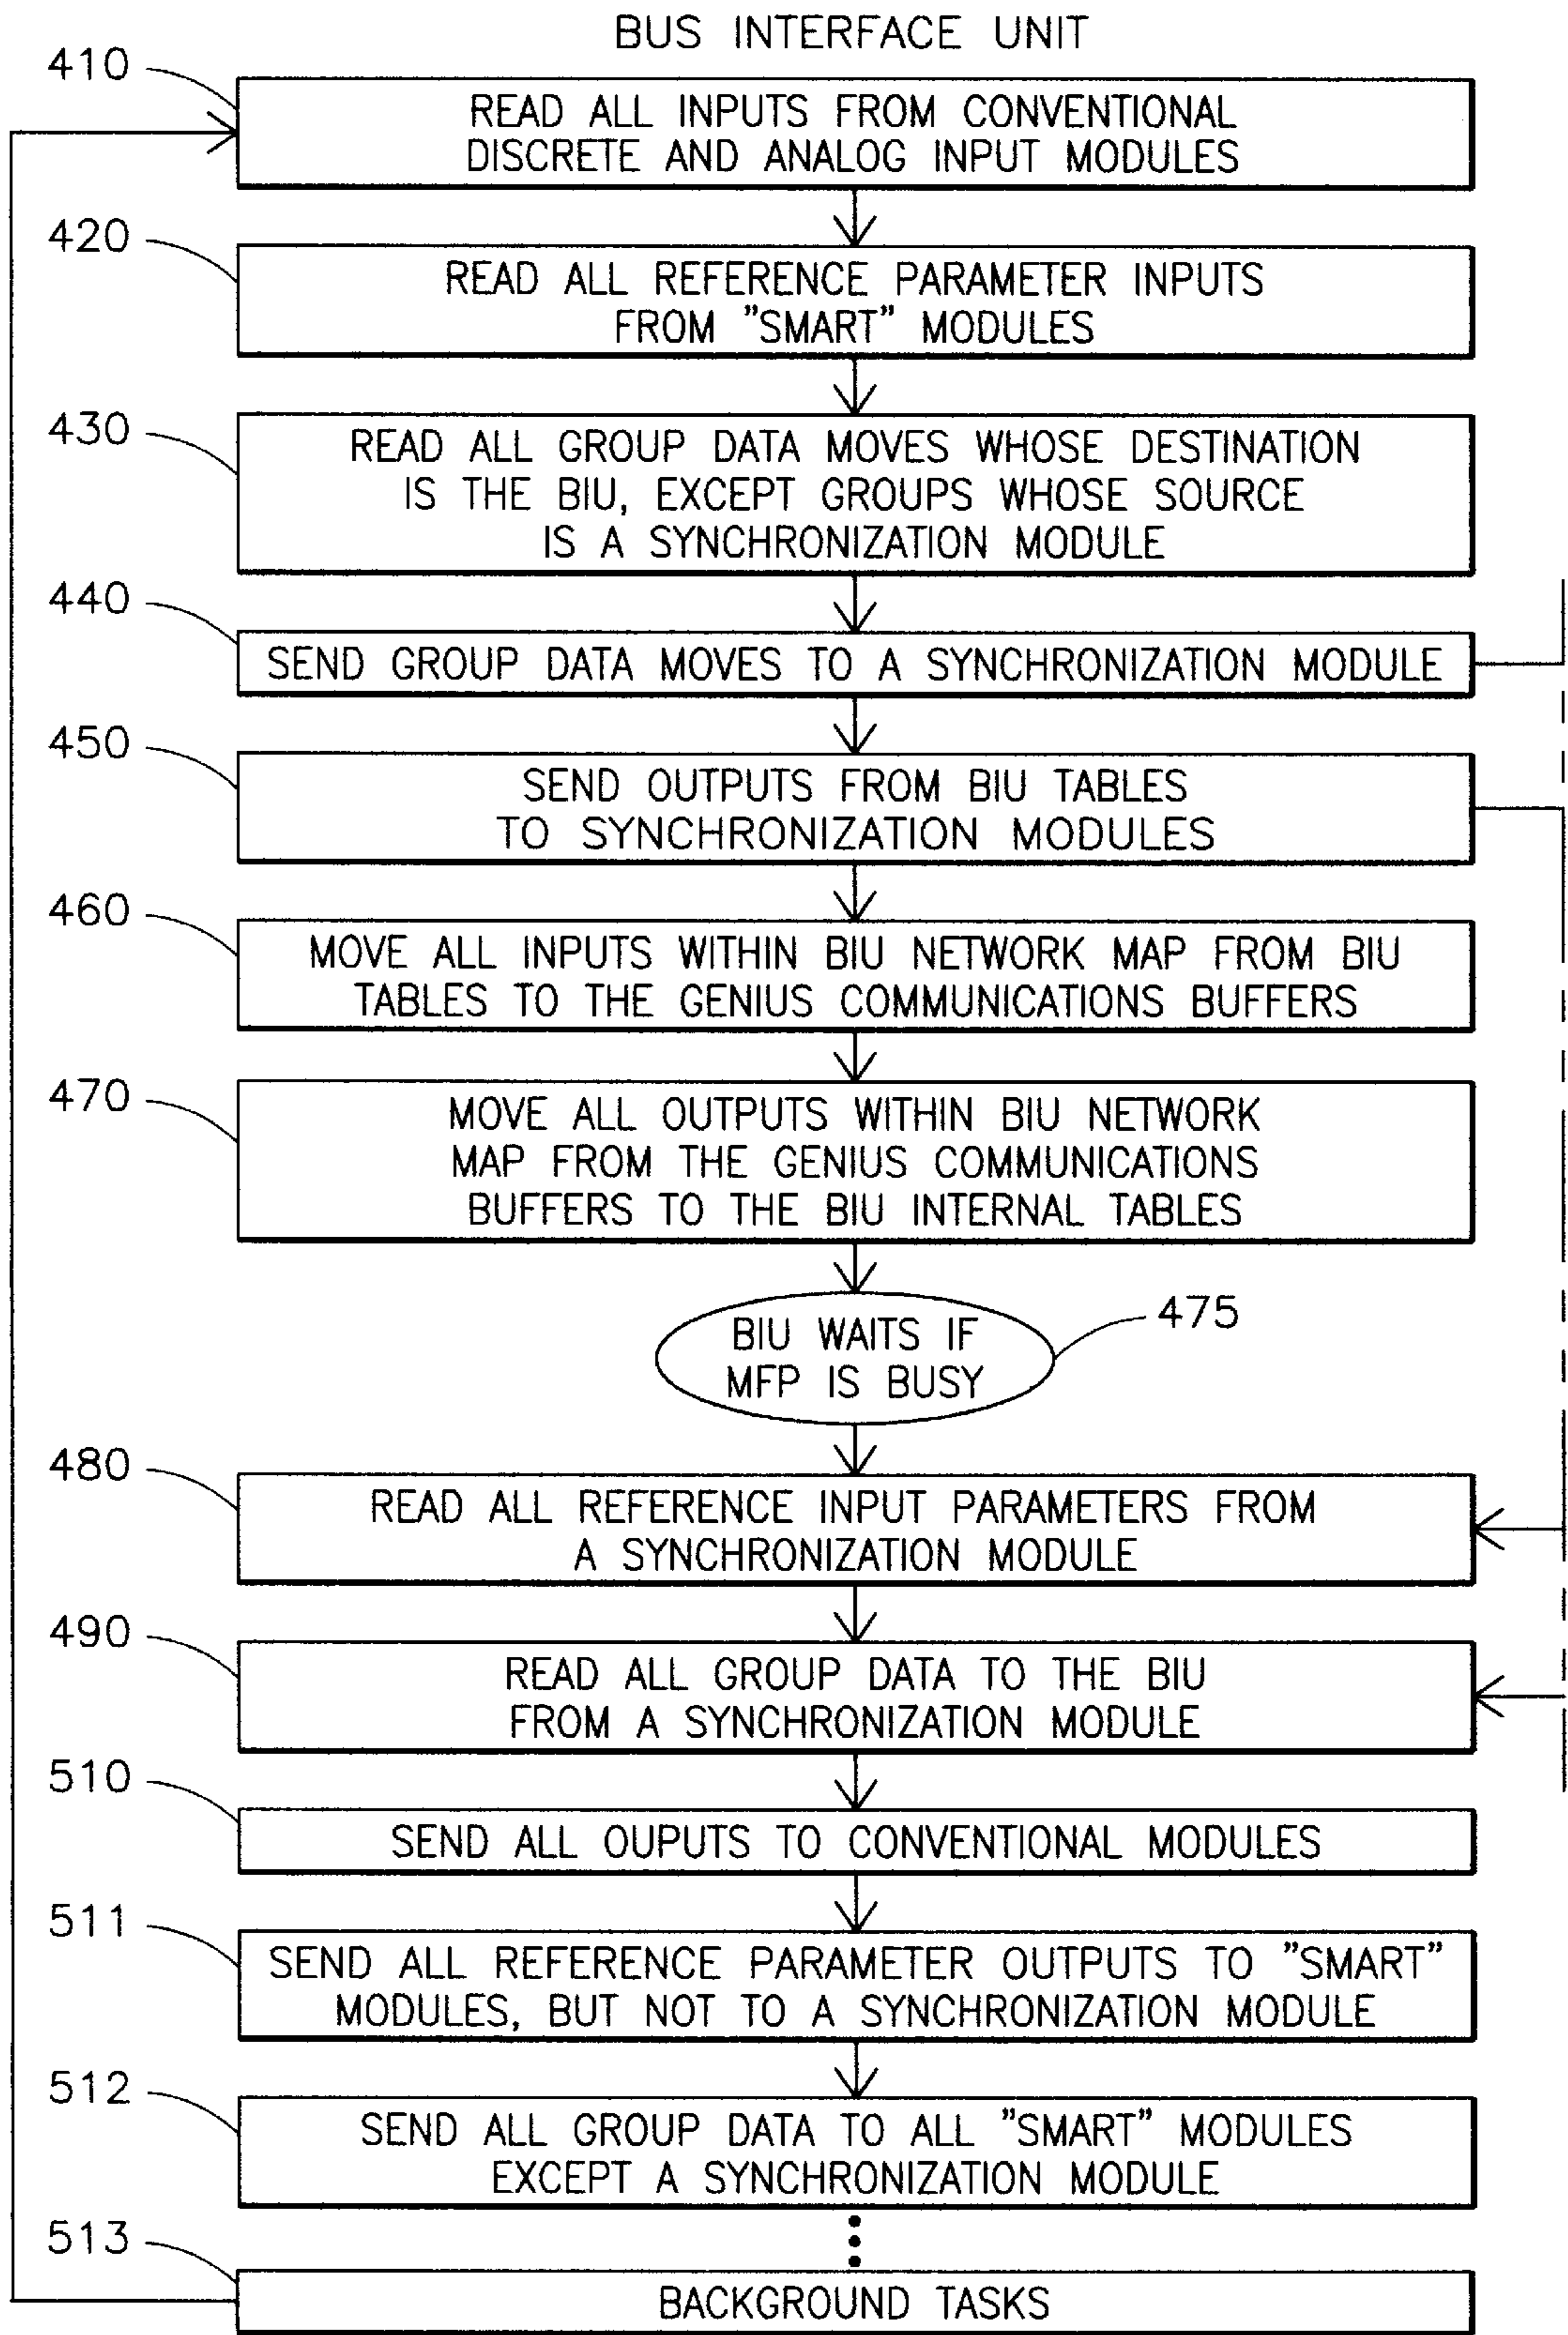 BUS INTERFACE UNIT
410
READ ALL INPUTS FROM CONVENTIONAL
DISCRETE AND ANALOG INPUT MODULES
420
READ ALL REFERENCE PARAMETER INPUTS
FROM "SMART" MODULES
430
READ ALL GROUP DATA MOVES WHOSE DESTINATION
IS THE BIU, EXCEPT GROUPS WHOSE SOURCE
IS A SYNCHRONIZATION MODULE
440
SEND GROUP DATA MOVES TO A SYNCHRONIZATION MODULE
450
SEND OUTPUTS FROM BIU TABLES
TO SYNCHRONIZATION MODULES
460
MOVE ALL INPUTS WITHIN BIU NETWORK MAP FROM BIU
TABLES TO THE GENIUS COMMUNICATIONS BUFFERS
470
MOVE ALL OUTPUTS WITHIN BIU NETWORK
MAP FROM THE GENIUS COMMUNICATIONS
BUFFERS TO THE BIU INTERNAL TABLES
475
BIU WAITS IF
MFP IS BUSY
480
READ ALL REFERENCE INPUT PARAMETERS FROM
A SYNCHRONIZATION MODULE
490
READ ALL GROUP DATA TO THE BIU
FROM A SYNCHRONIZATION MODULE
510
SEND ALL OUPUTS TO CONVENTIONAL MODULES
511
SEND ALL REFERENCE PARAMETER OUTPUTS TO "SMART"
MODULES, BUT NOT TO A SYNCHRONIZATION MODULE
512
SEND ALL GROUP DATA TO ALL "SMART" MODULES
EXCEPT A SYNCHRONIZATION MODULE
513
BACKGROUND TASKS